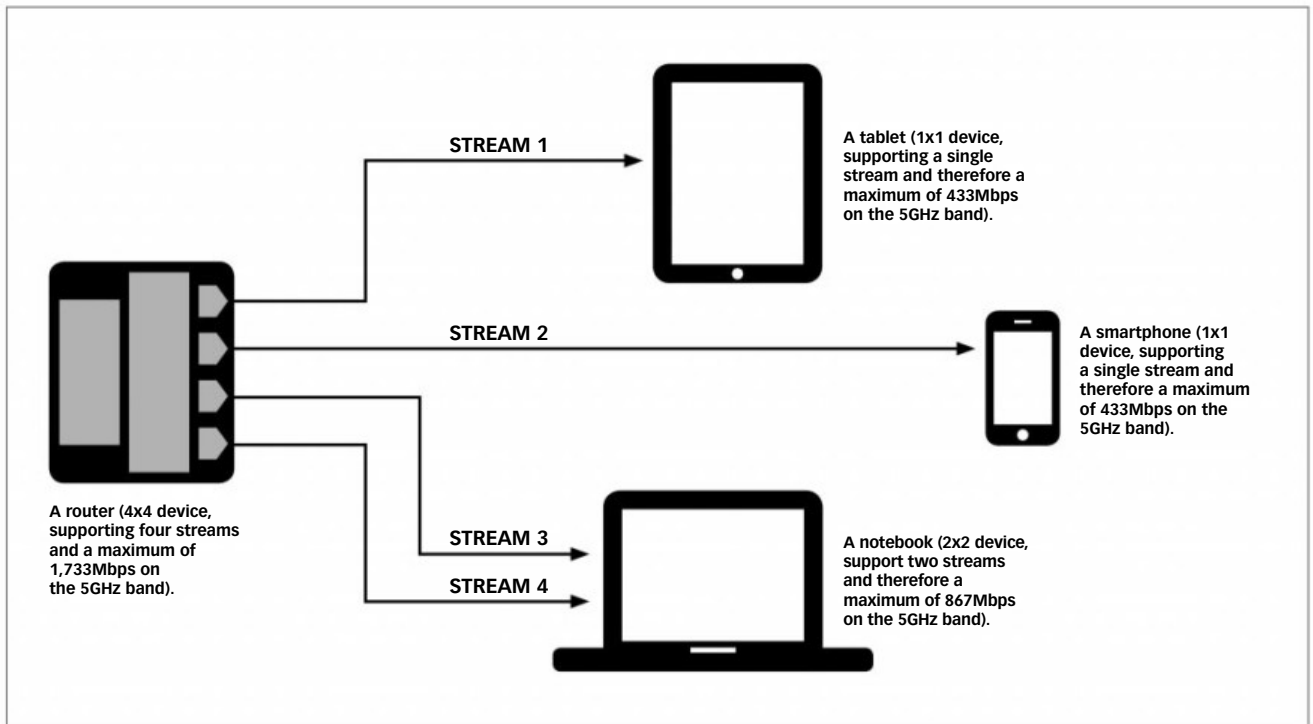 STREAM 1
A tablet (1x1 device,
supporting a single
stream and therefore a
maximum of 433Mbps
on the 5GHz band).
STREAM 2
A smartphone (1x1
device, supporting
a single stream and
therefore a maximum
of 433Mbps on the
5GHz band).
A router (4x4 device,
supporting four streams
and a maximum of
1,733Mbps on
the 5GHz band).
STREAM 3
STREAM 4
A notebook (2x2 device,
support two streams
and therefore a
maximum of 867Mbps
on the 5GHz band).